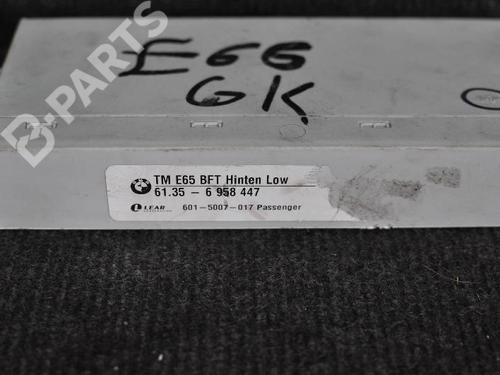 B-PARTS
E66
GK
TM E65 BFT Hinten Low
61.35 - 6 958 447
LEAR
601-5007-017 Passenger